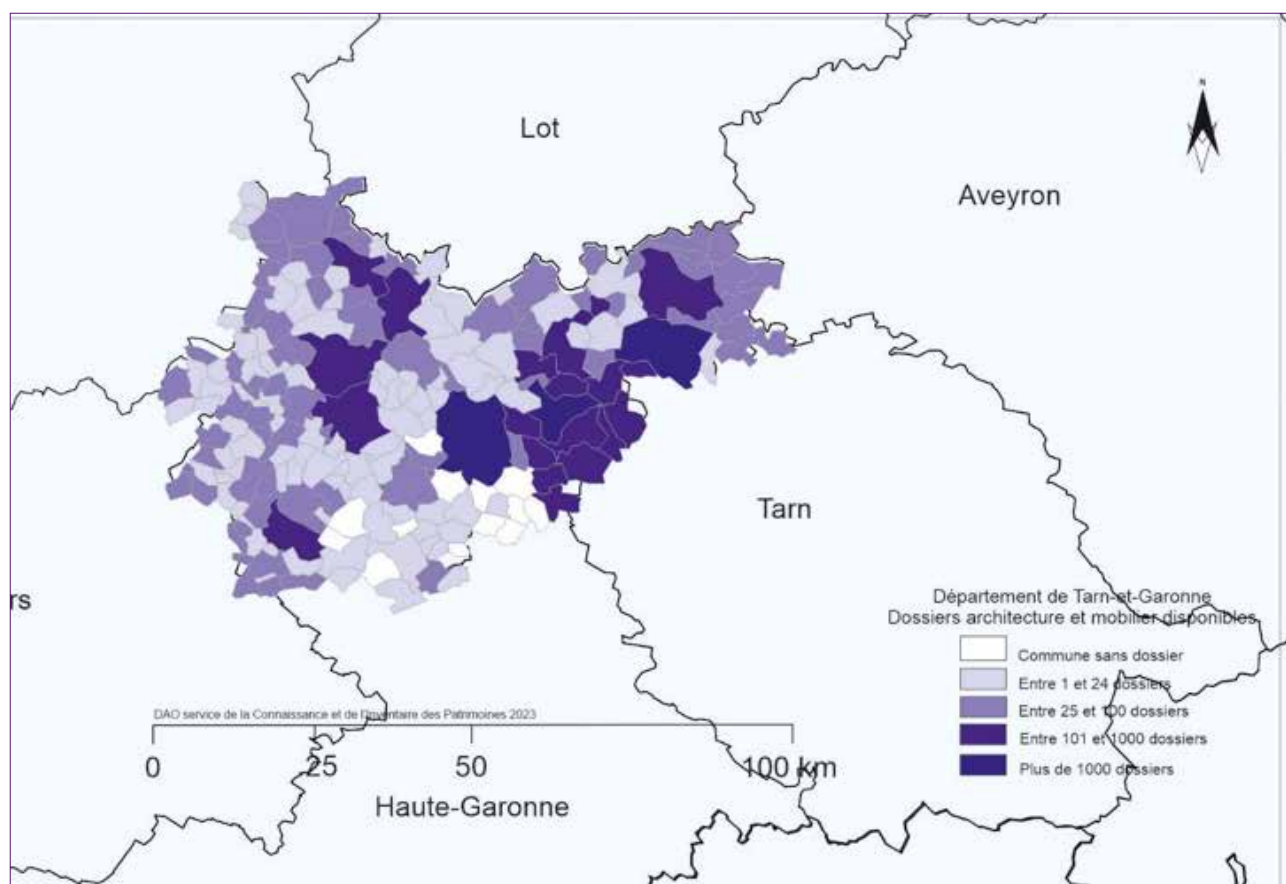 N
Lot
Aveyron
Tarn
rs
Département de Tarn-et-Garonne
Dossiers architecture et mobilier disponibles
Commune sans dossier
Entre 1 et 24 dossiers
Entre 25 et 100 dossiers
Entre 101 et 1000 dossiers
Plus de 1000 dossiers
DAO service de la Connaissance et de l'Inventaire des Patrimoines 2023
0 25 50 100 km
Haute-Garonne